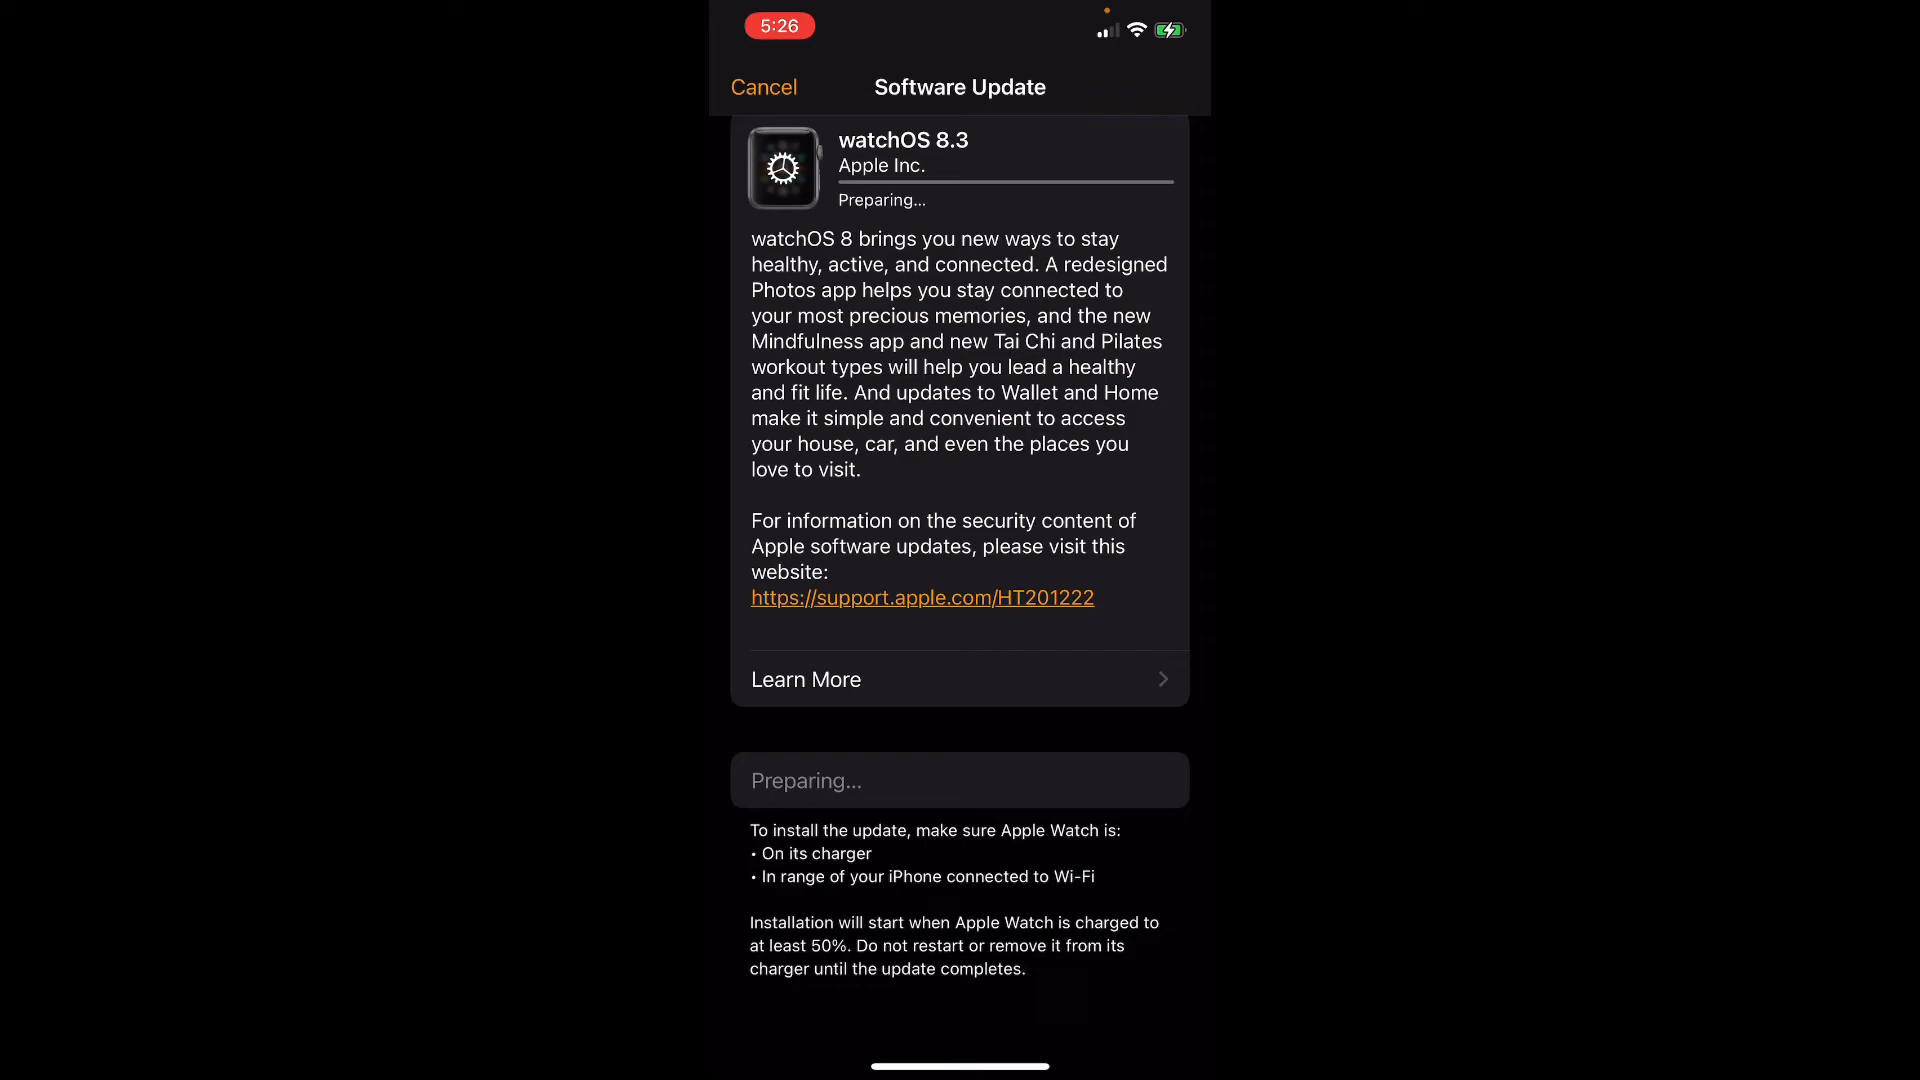 5:26
Cancel
Software Update
watchOS 8.3
Apple Inc.
Preparing...
watchOS 8 brings you new ways to stay
healthy, active, and connected. A redesigned
Photos app helps you stay connected to
your most precious memories, and the new
Mindfulness app and new Tai Chi and Pilates
workout types will help you lead a healthy
and fit life. And updates to Wallet and Home
make it simple and convenient to access
your house, car, and even the places you
love to visit.
For information on the security content of
Apple software updates, please visit this
website:
https://support.apple.com/HT201222
Learn More
Preparing...
To install the update, make sure Apple Watch is:
• On its charger
• In range of your iPhone connected to Wi-Fi
Installation will start when Apple Watch is charged to
at least 50%. Do not restart or remove it from its
charger until the update completes.